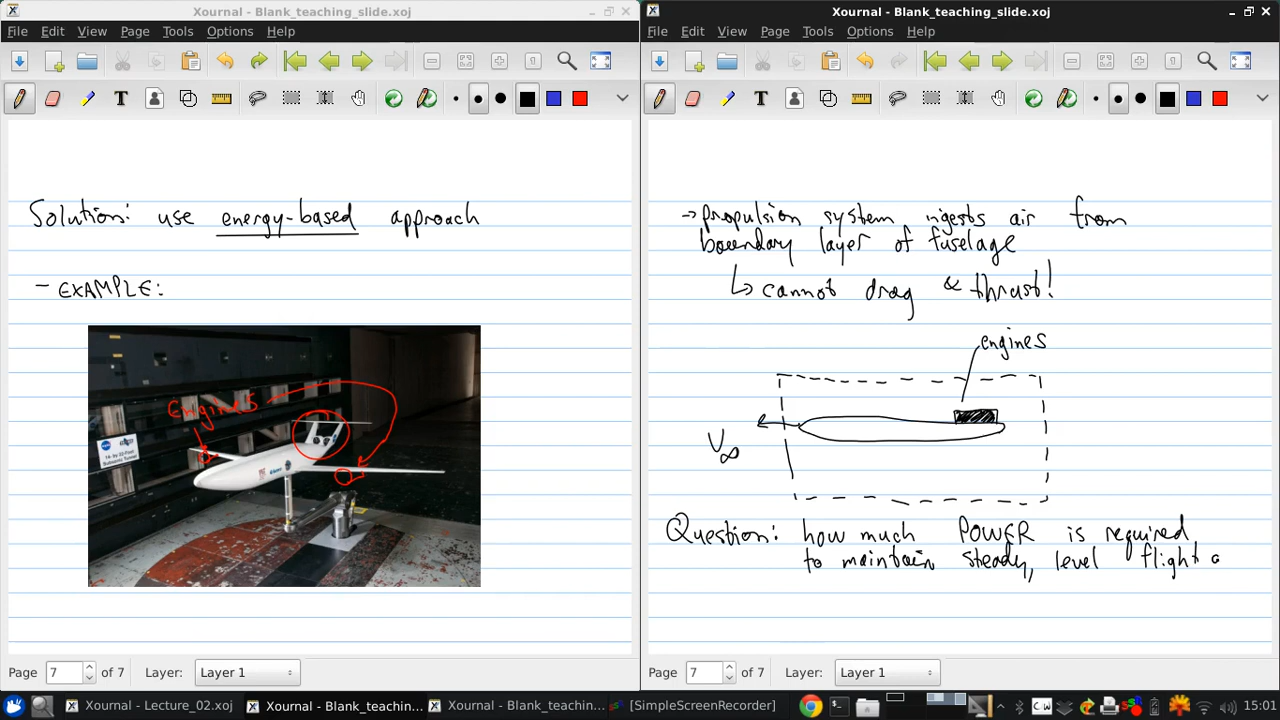 Xournal - Blank_teaching_slide.xoj
File Edit View Page Tools Options Help
Solution: use energy-based approach
- EXAMPLE:
Engines
Page 7 of 7 Layer: Layer 1
Xournal - Blank_teaching_slide.xoj
File Edit View Page Tools Options Help
→ propulsion system ingests air from
boundary layer of fuselage
↳ cannot drag & thrust!
engines
V∞
Question: how much POWER is required
to maintain steady, level flight
Page 7 of 7 Layer: Layer 1
Xournal - Lecture_02.xoj Xournal - Blank_teachin... Xournal - Blank_teachin... [SimpleScreenRecorder] 15:01